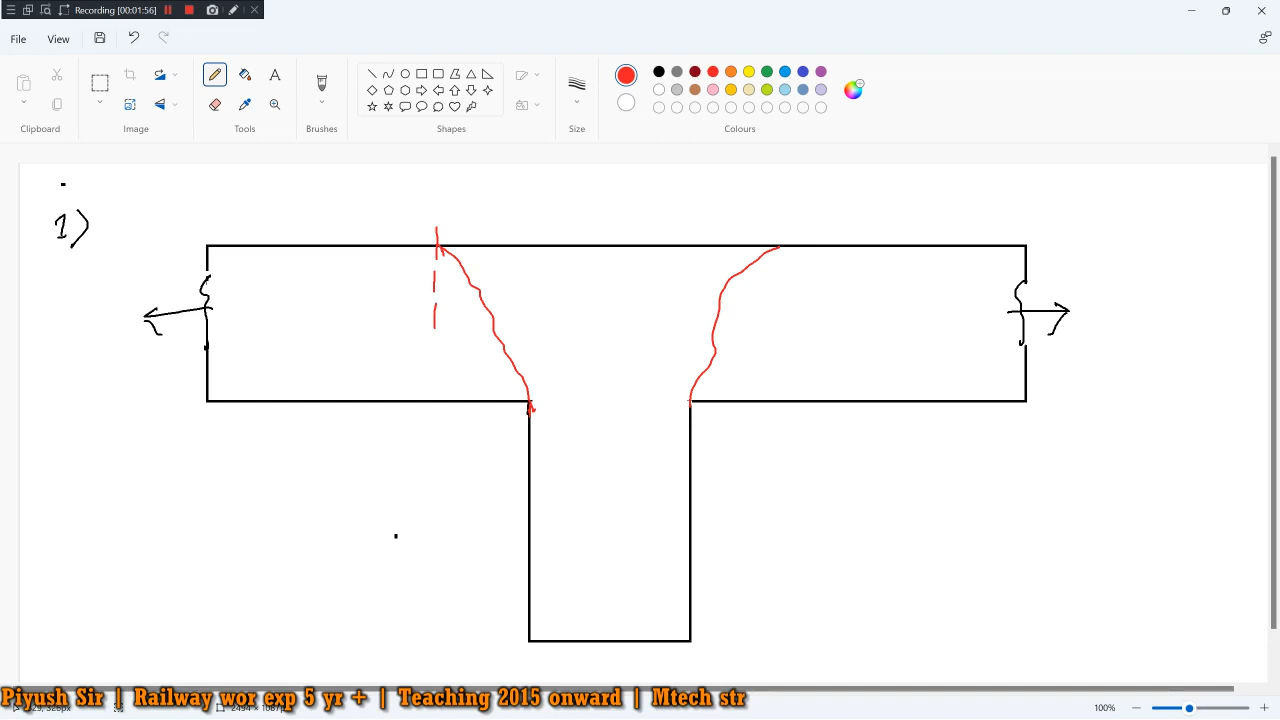 Recording [00:01:56]
File View
Clipboard Image Tools Brushes Shapes Size Colours
1)
Piyush Sir | Railway wor exp 5 yr + | Teaching 2015 onward | Mtech str
100%